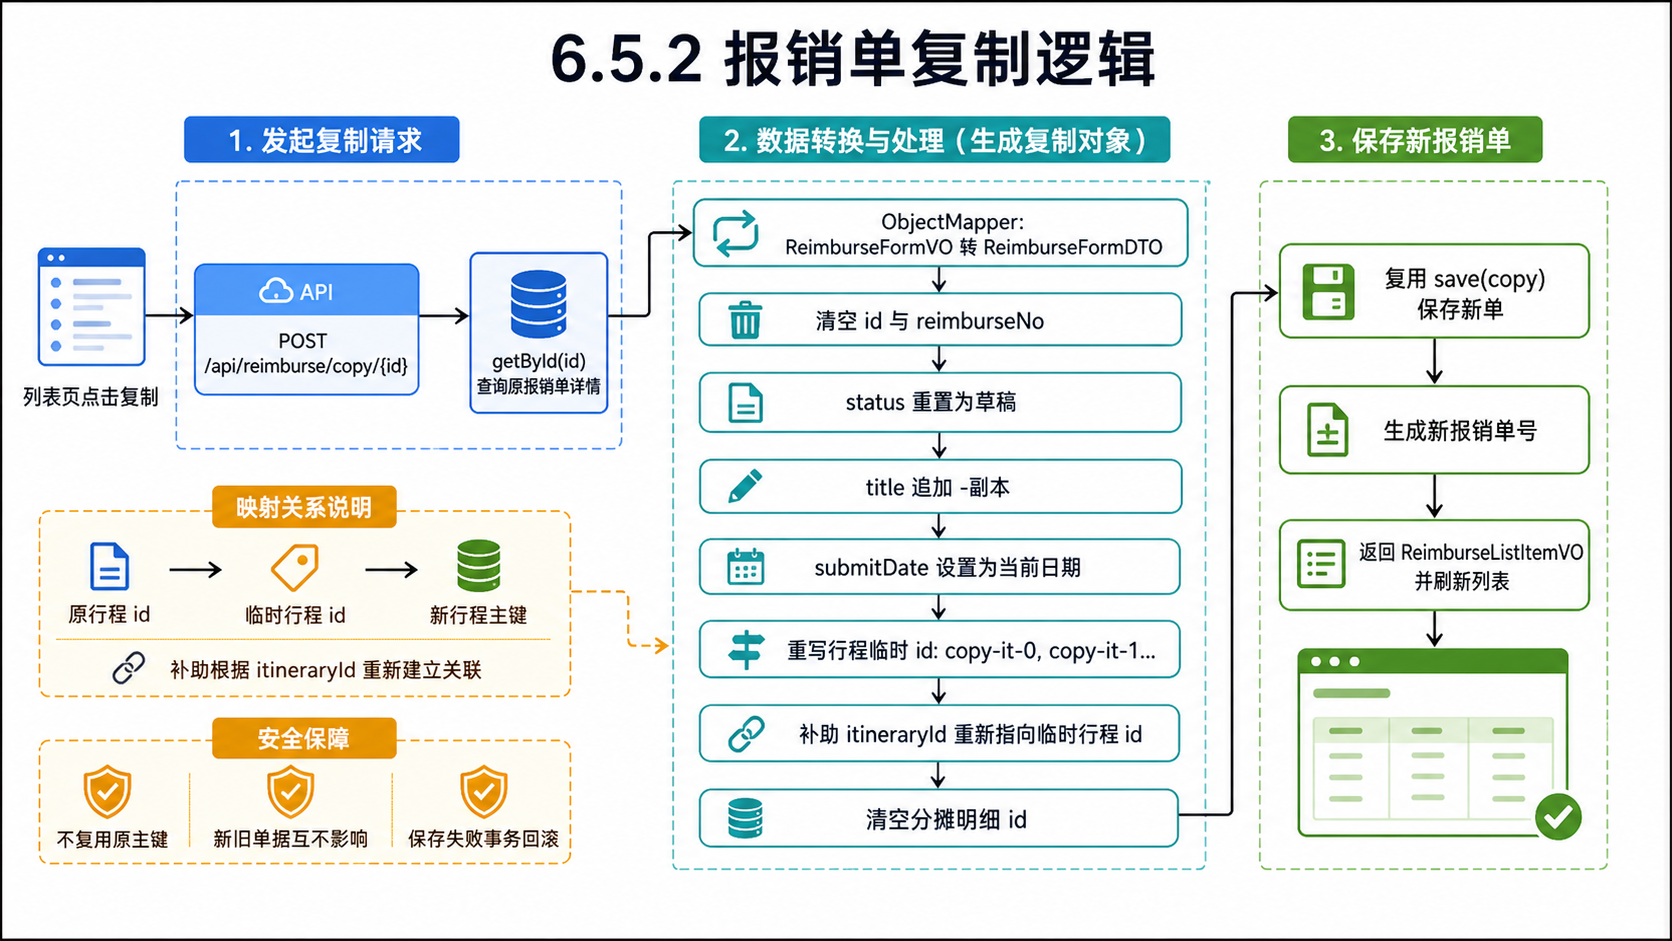 6.5.2 报销单复制逻辑
1. 发起复制请求
列表页点击复制
API
POST
/api/reimburse/copy/{id}
getById(id)
查询原报销单详情
映射关系说明
原行程 id
临时行程 id
新行程主键
补助根据 itineraryId 重新建立关联
安全保障
不复用原主键
新旧单据互不影响
保存失败事务回滚
2. 数据转换与处理（生成复制对象）
ObjectMapper:
ReimburseFormVO 转 ReimburseFormDTO
清空 id 与 reimburseNo
status 重置为草稿
title 追加 -副本
submitDate 设置为当前日期
重写行程临时 id: copy-it-0, copy-it-1...
补助 itineraryId 重新指向临时行程 id
清空分摊明细 id
3. 保存新报销单
复用 save(copy)
保存新单
生成新报销单号
返回 ReimburseListItemVO
并刷新列表